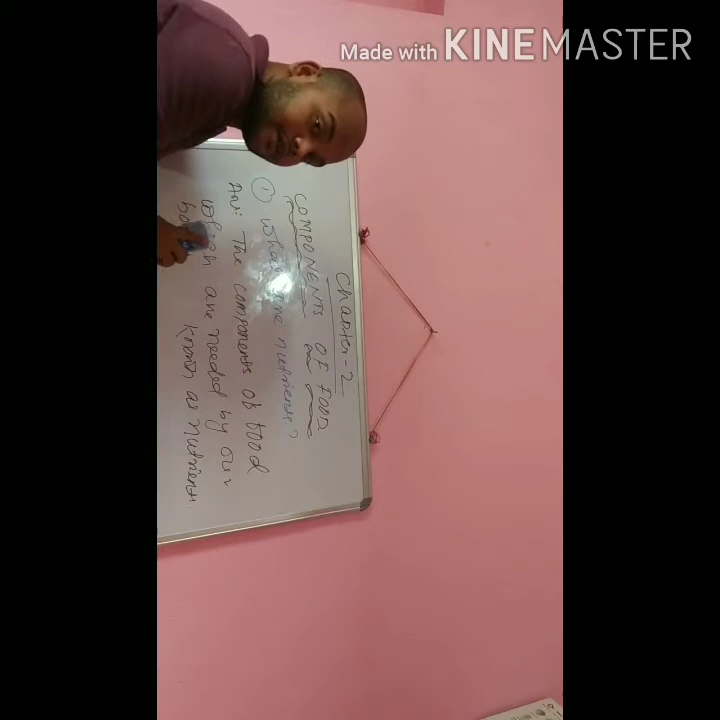 Made with KINEMASTER
Chapter-2
COMPONENTS OF FOOD
① What are nutrients?
Ans: The components of food
which are needed by our
known as nutrients.